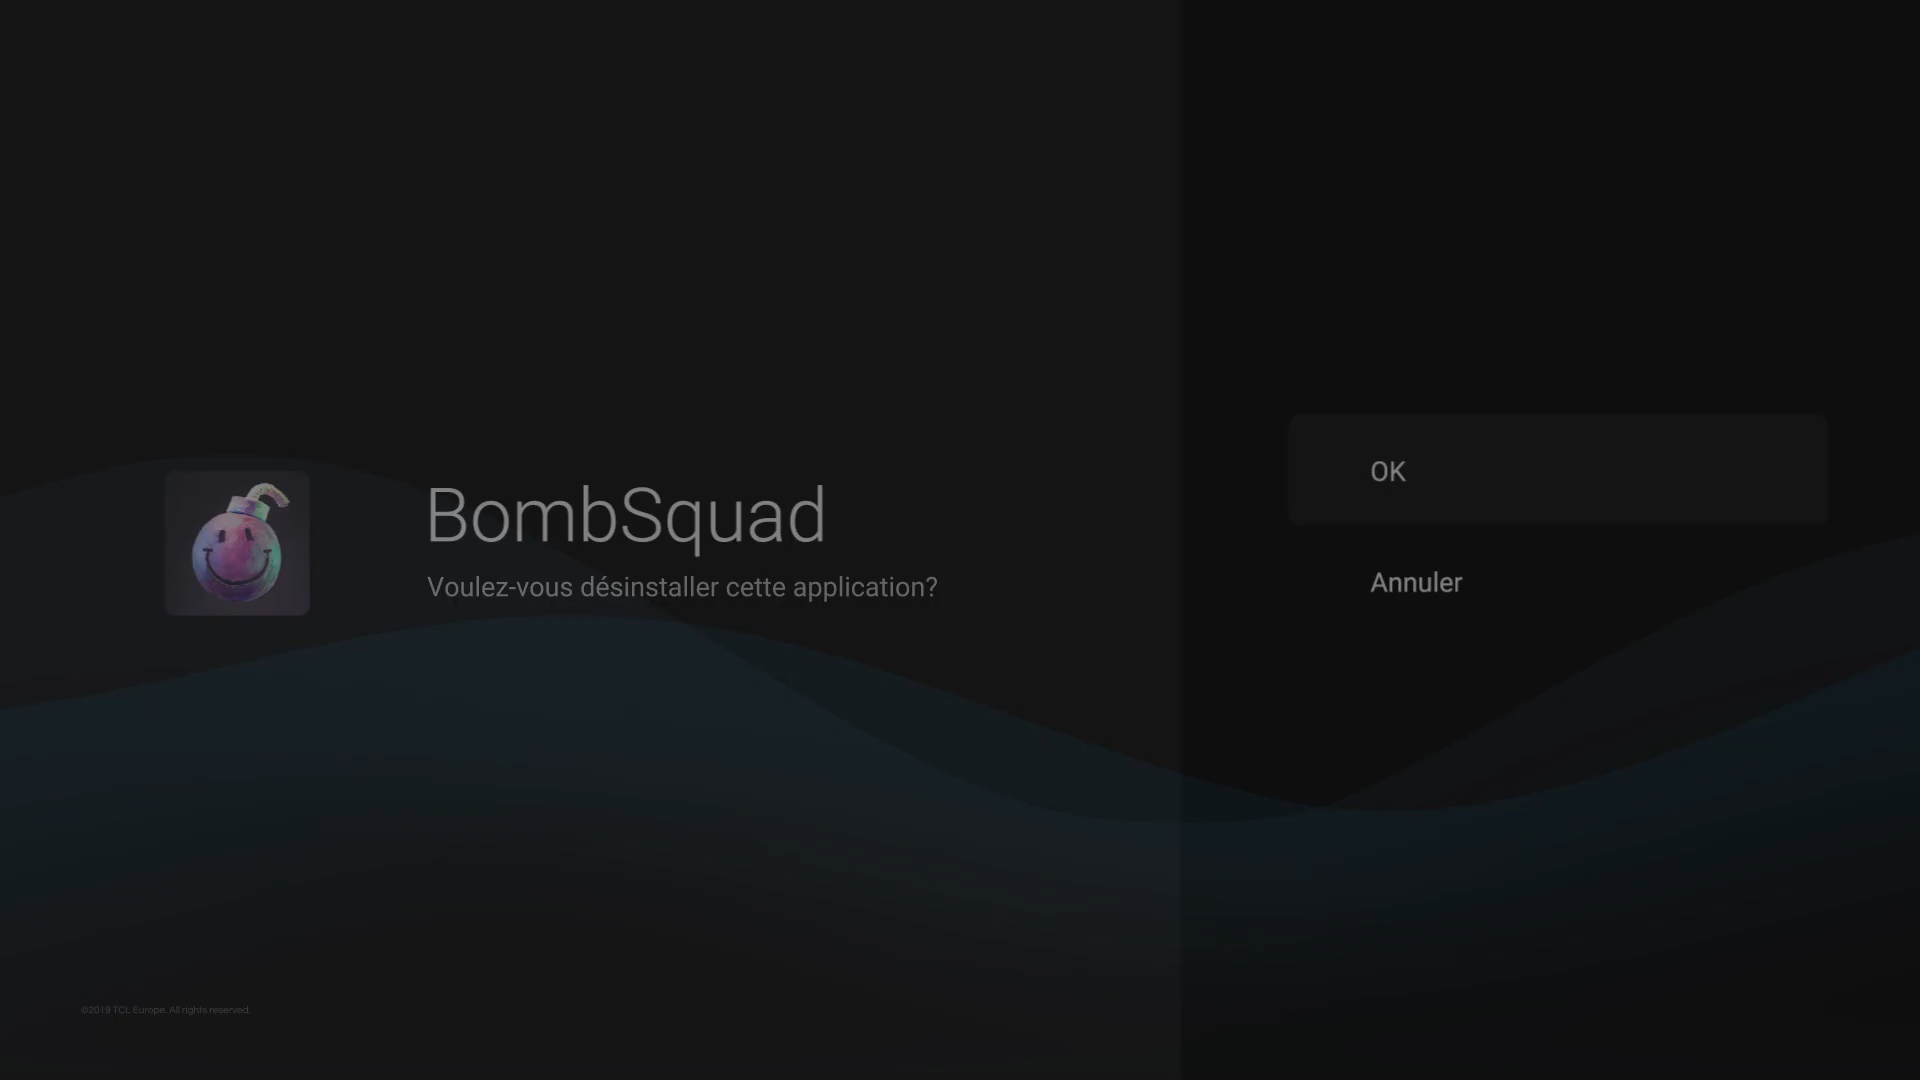 BombSquad
Voulez-vous désinstaller cette application?
OK
Annuler
©2019 TCL Europe. All rights reserved.